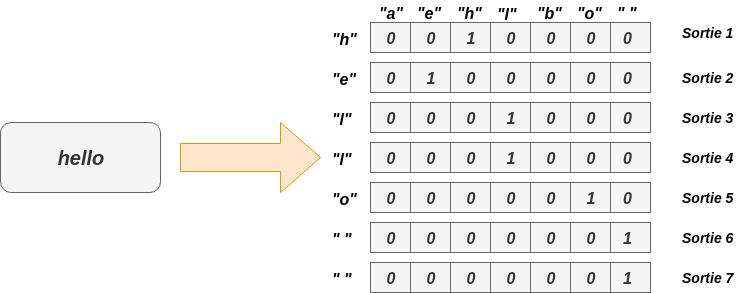 "a" "e" "h" "l" "b" "o" " "
"h" 0 0 1 0 0 0 0 Sortie 1
"e" 0 1 0 0 0 0 0 Sortie 2
"l" 0 0 0 1 0 0 0 Sortie 3
hello
"l" 0 0 0 1 0 0 0 Sortie 4
"o" 0 0 0 0 0 1 0 Sortie 5
" " 0 0 0 0 0 0 1 Sortie 6
" " 0 0 0 0 0 0 1 Sortie 7